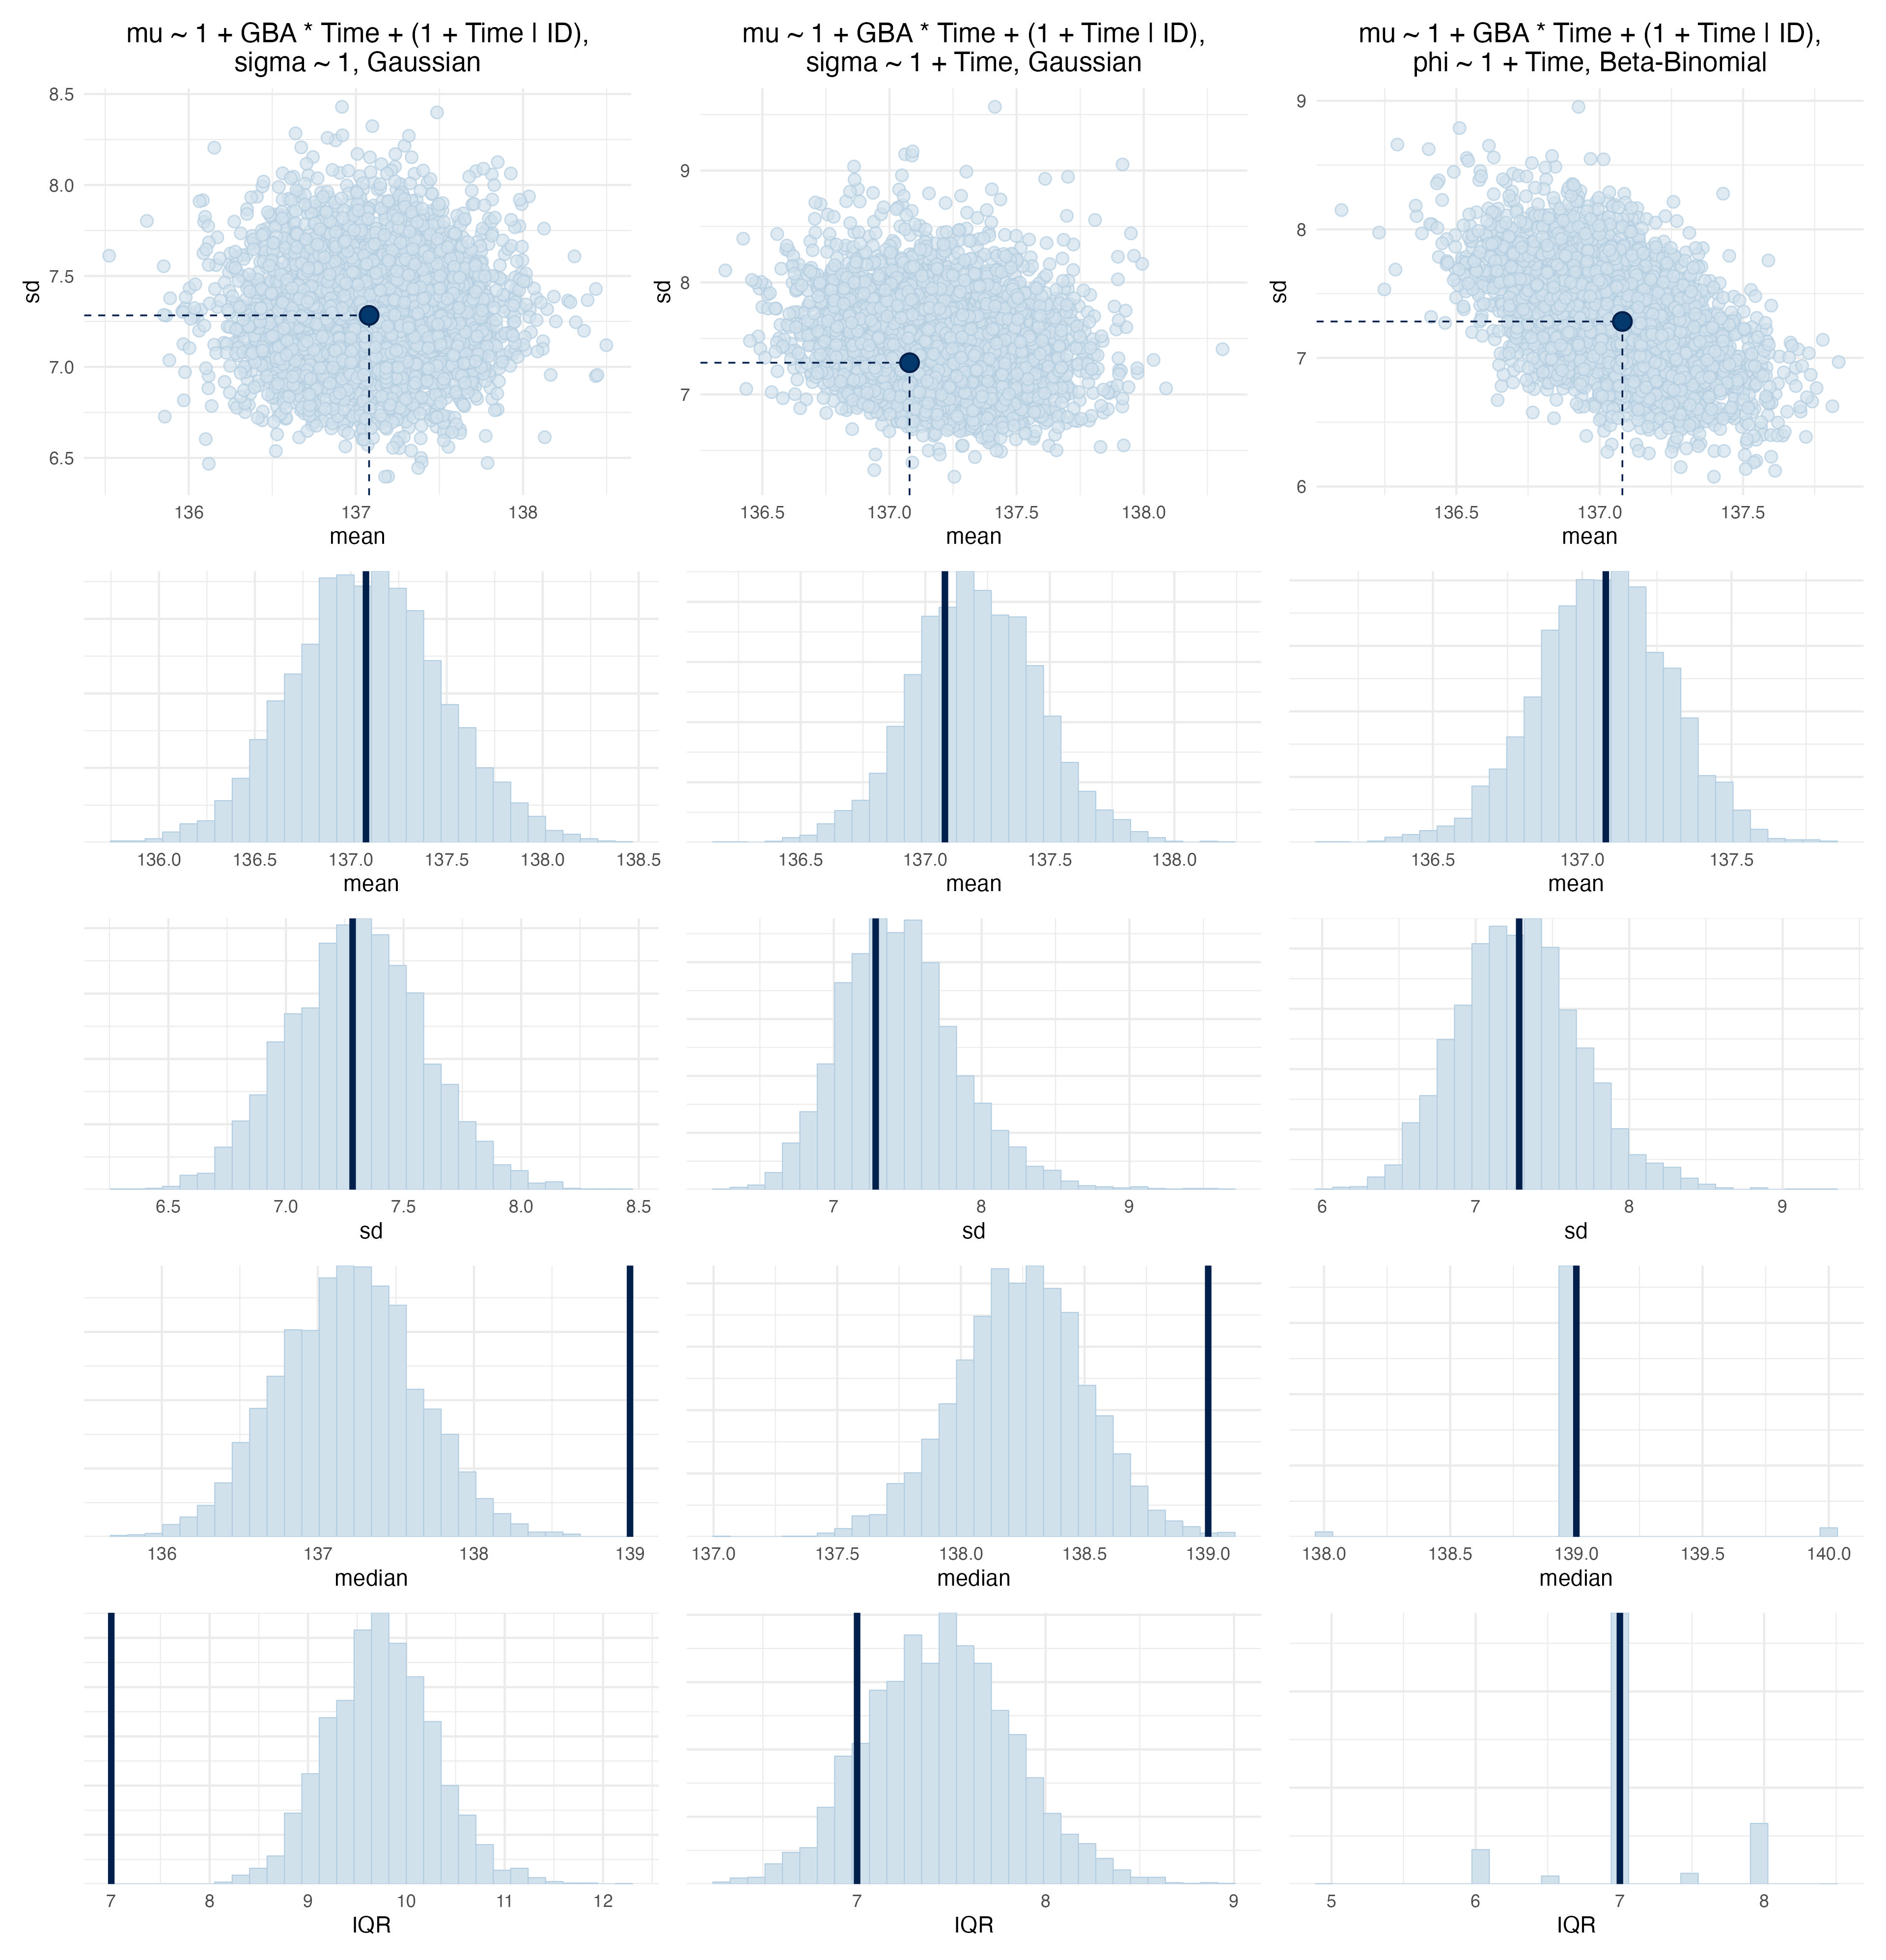 mu ~ 1 + GBA * Time + (1 + Time | ID),
sigma ~ 1, Gaussian
mu ~ 1 + GBA * Time + (1 + Time | ID),
sigma ~ 1 + Time, Gaussian
mu ~ 1 + GBA * Time + (1 + Time | ID),
phi ~ 1 + Time, Beta-Binomial
8.5
8.0
7.5
7.0
6.5
sd
136 137 138
mean
9
8
7
sd
136.5 137.0 137.5 138.0
mean
9
8
7
6
sd
136.5 137.0 137.5
mean
136.0 136.5 137.0 137.5 138.0 138.5
mean
136.5 137.0 137.5 138.0
mean
136.5 137.0 137.5
mean
6.5 7.0 7.5 8.0 8.5
sd
7 8 9
sd
6 7 8 9
sd
136 137 138 139
median
137.0 137.5 138.0 138.5 139.0
median
138.0 138.5 139.0 139.5 140.0
median
7 8 9 10 11 12
IQR
7 8 9
IQR
5 6 7 8
IQR